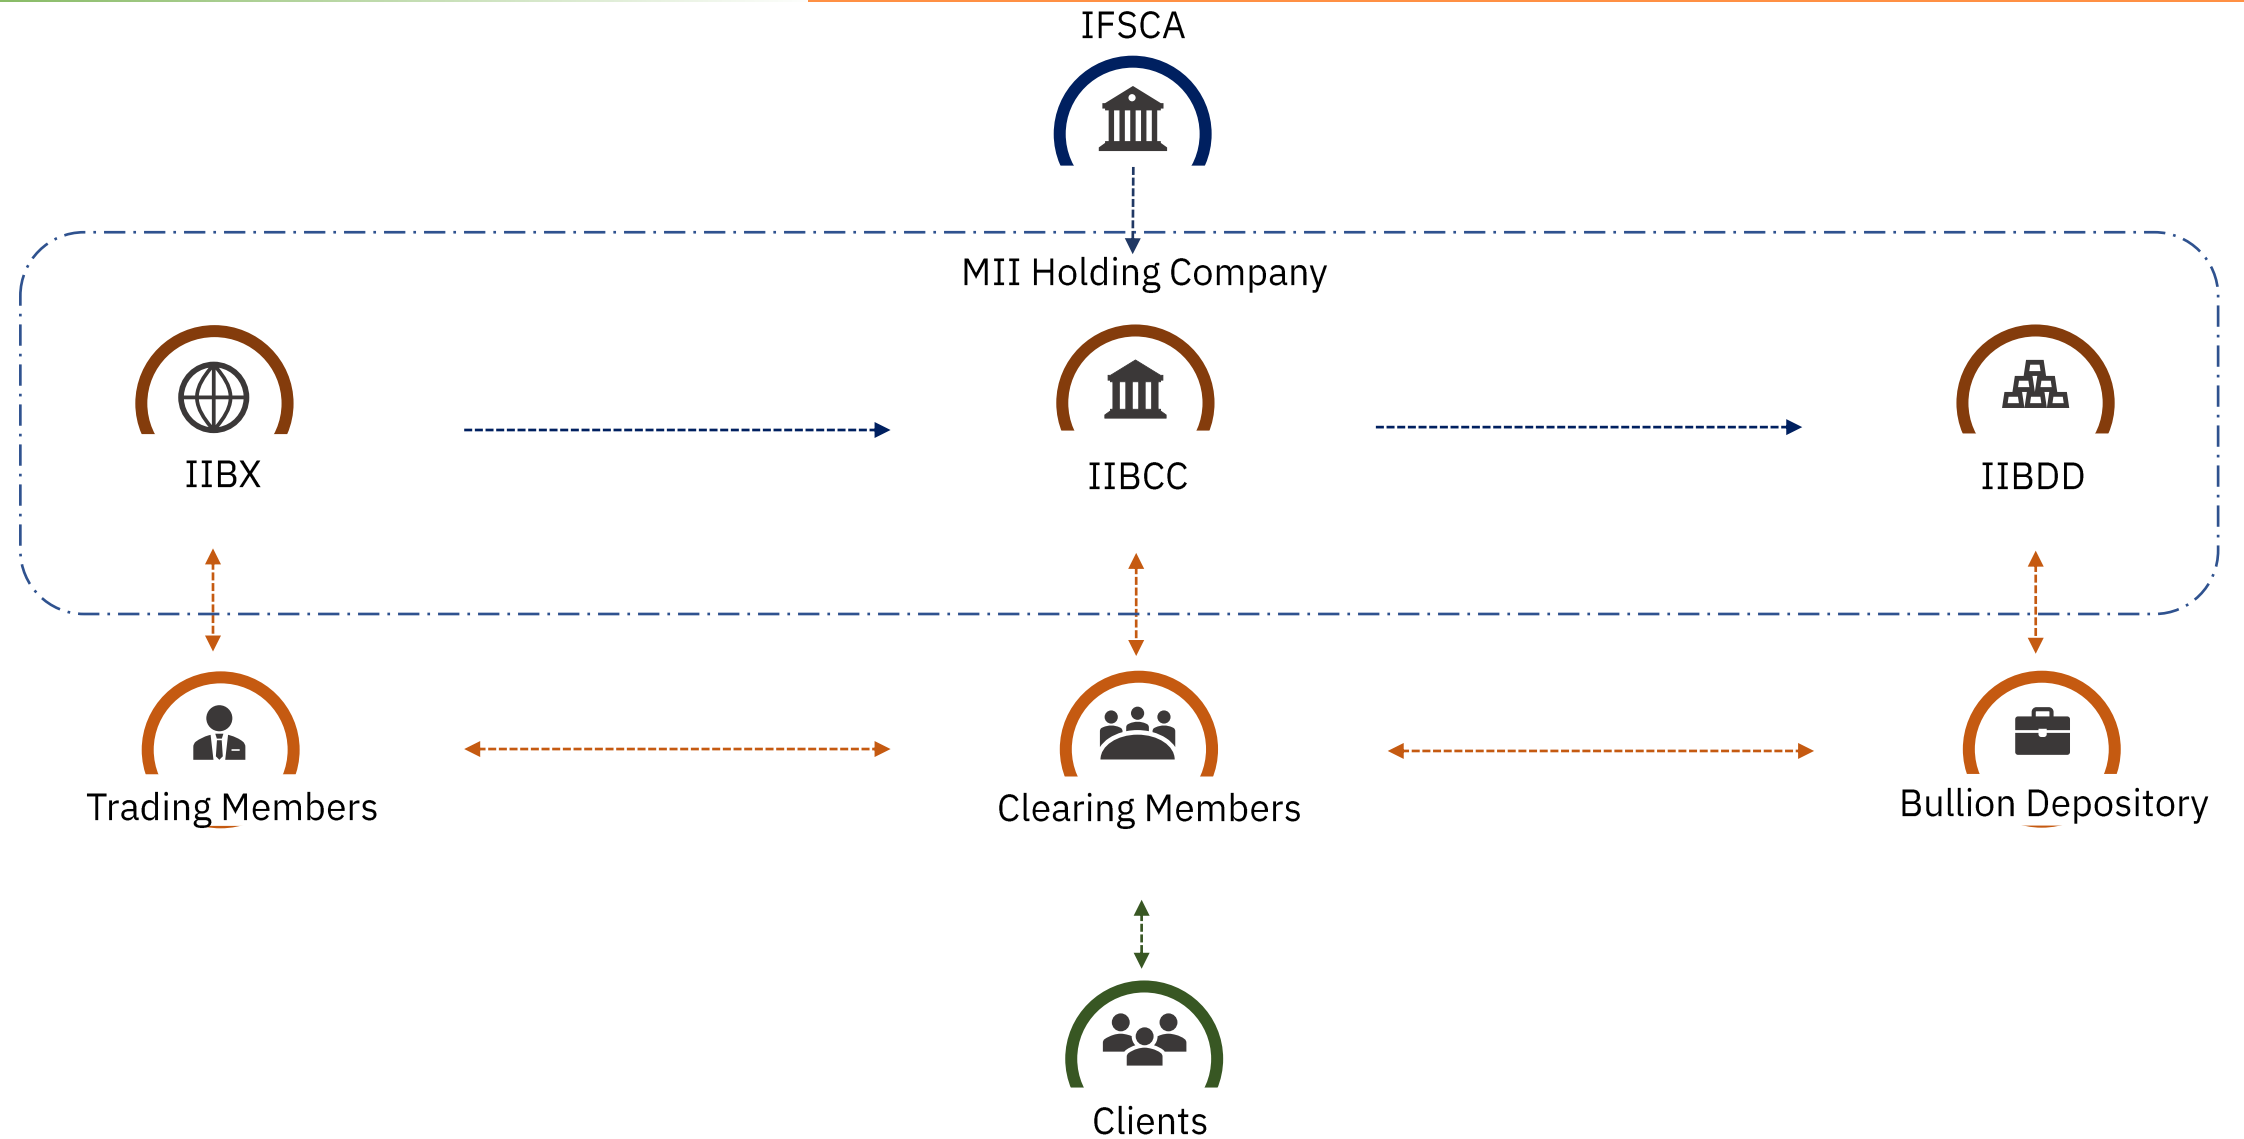 IFSCA
MII Holding Company
IIBX
IIBCC
IIBDD
Trading Members
Clearing Members
Bullion Depository
Clients